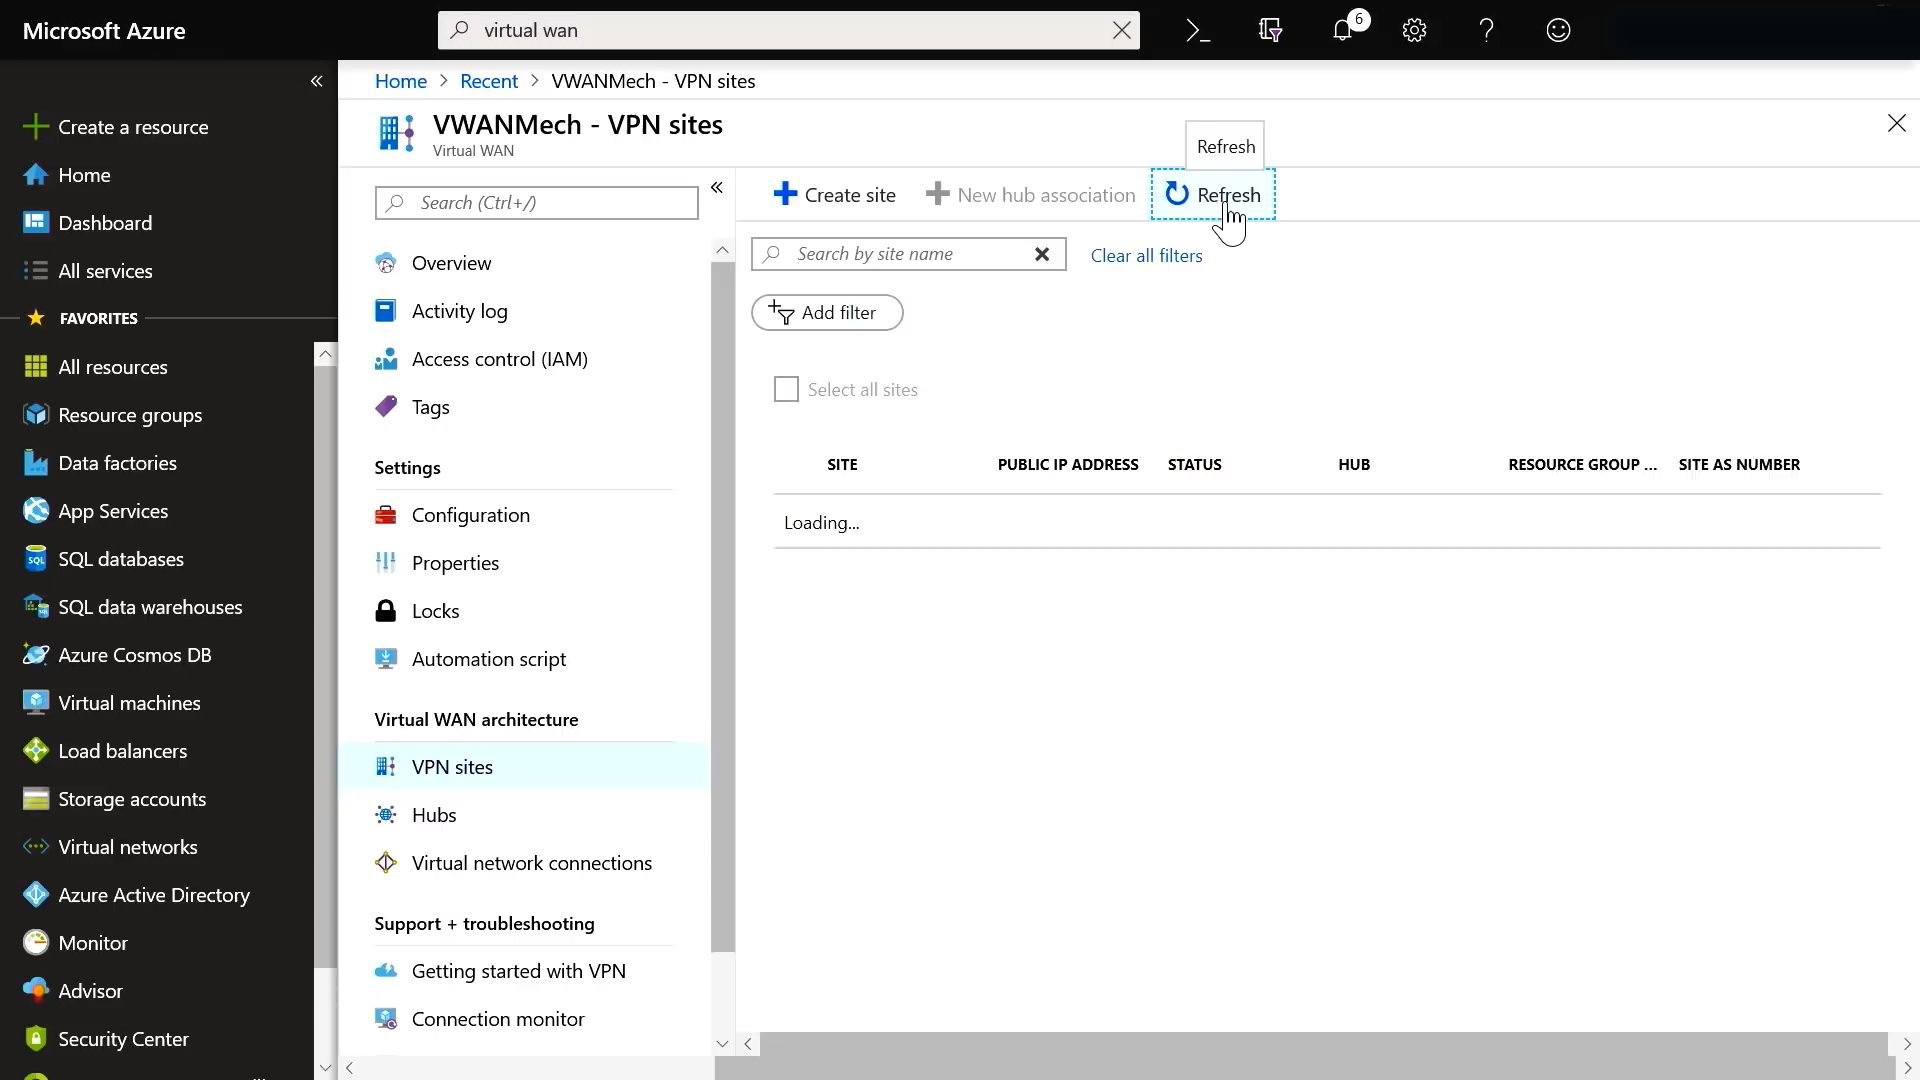 Microsoft Azure
virtual wan
6
Home > Recent > VWANMech - VPN sites
Create a resource
Home
Dashboard
All services
FAVORITES
All resources
Resource groups
Data factories
App Services
SQL databases
SQL data warehouses
Azure Cosmos DB
Virtual machines
Load balancers
Storage accounts
Virtual networks
Azure Active Directory
Monitor
Advisor
Security Center
VWANMech - VPN sites
Virtual WAN
Search (Ctrl+/)
Overview
Activity log
Access control (IAM)
Tags
Settings
Configuration
Properties
Locks
Automation script
Virtual WAN architecture
VPN sites
Hubs
Virtual network connections
Support + troubleshooting
Getting started with VPN
Connection monitor
Refresh
Create site New hub association Refresh
Search by site name Clear all filters
Add filter
Select all sites
SITE PUBLIC IP ADDRESS STATUS HUB RESOURCE GROUP ... SITE AS NUMBER
Loading...